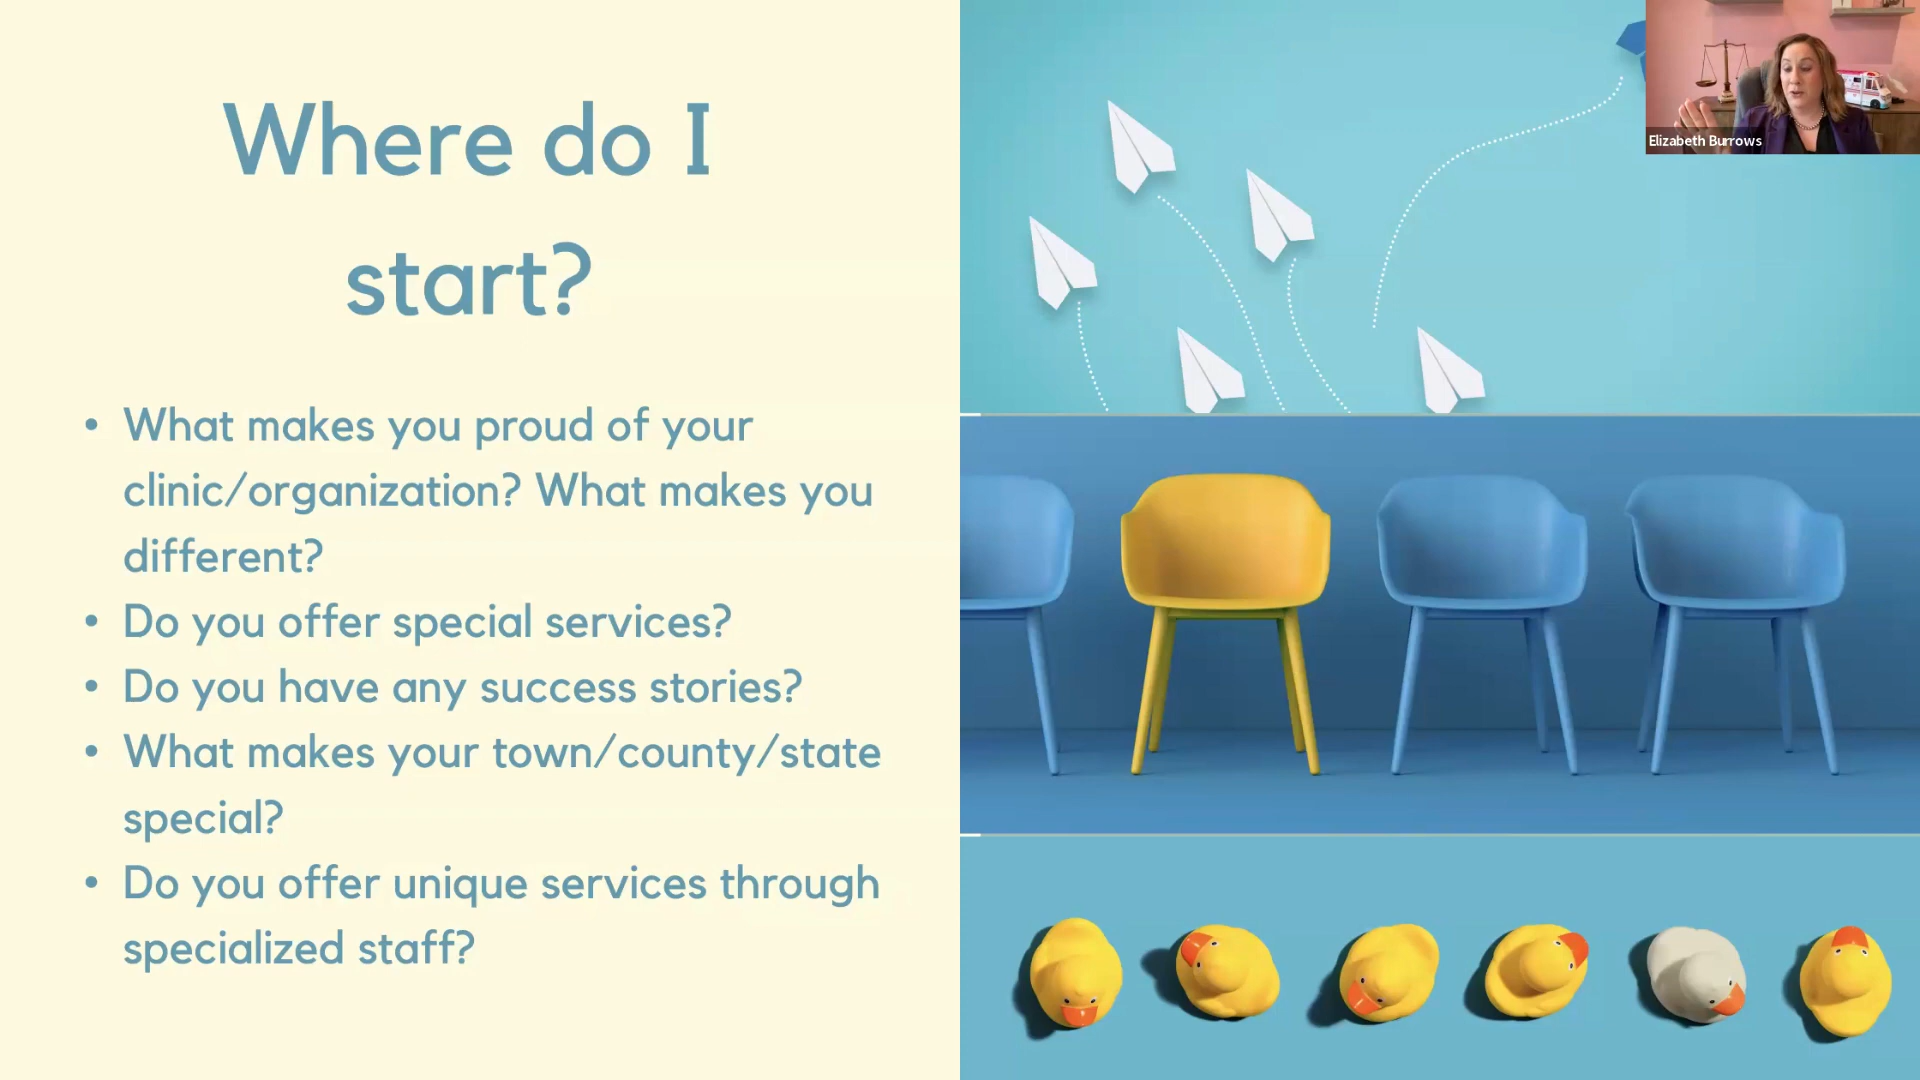 Where do I
start?
• What makes you proud of your
clinic/organization? What makes you
different?
• Do you offer special services?
• Do you have any success stories?
• What makes your town/county/state
special?
• Do you offer unique services through
specialized staff?
Elizabeth Burrows